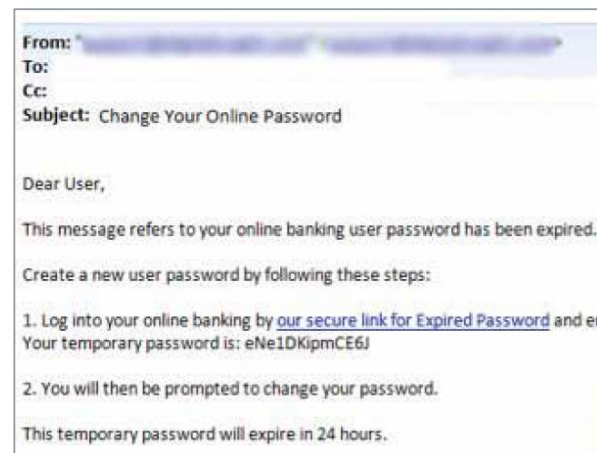 From:
To:
Cc:
Subject: Change Your Online Password
Dear User,
This message refers to your online banking user password has been expired.
Create a new user password by following these steps:
1. Log into your online banking by our secure link for Expired Password and
Your temporary password is: eNe1DKipmCE6J
2. You will then be prompted to change your password.
This temporary password will expire in 24 hours.